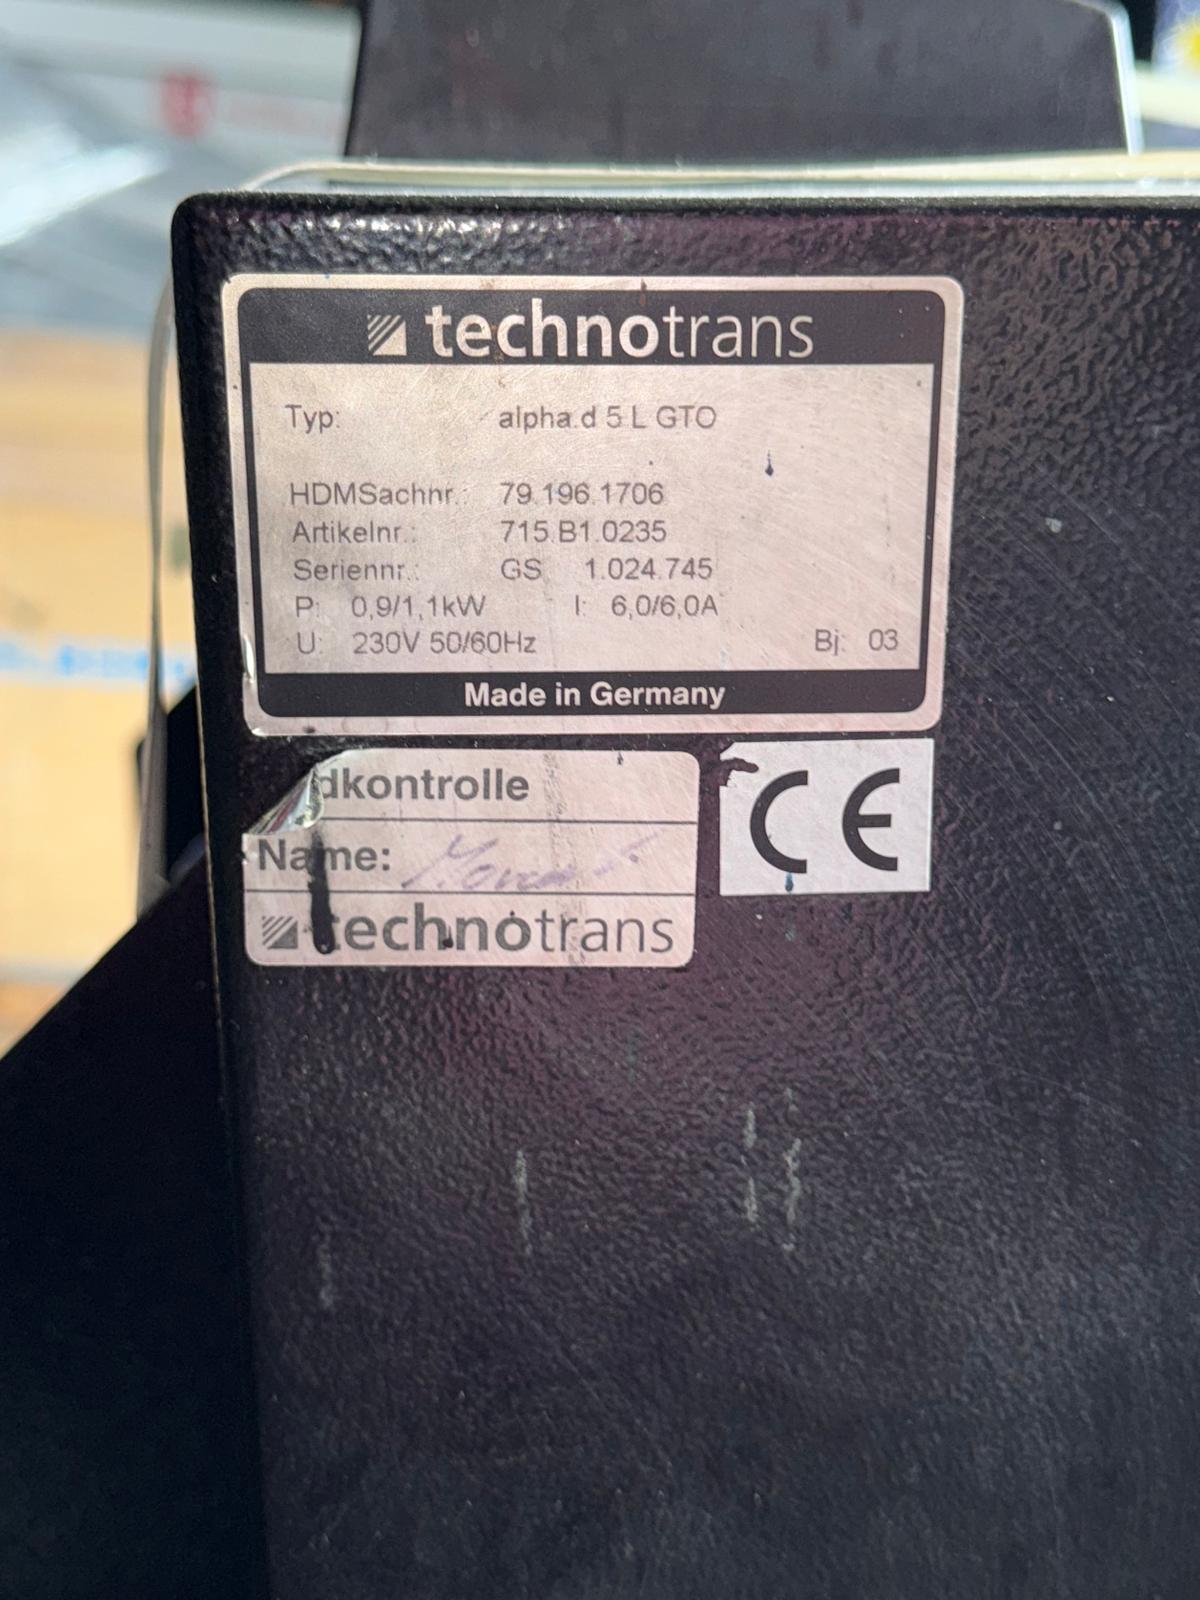 technotrans
Typ: alpha.d 5 L GTO
HDMSachnr.: 79.196.1706
Artikelnr.: 715.B1.0235
Seriennr.: GS 1.024.745
P: 0,9/1,1kW I: 6,0/6,0A
U: 230V 50/60Hz Bj: 03
Made in Germany
dkontrolle
Name:
technotrans
CE